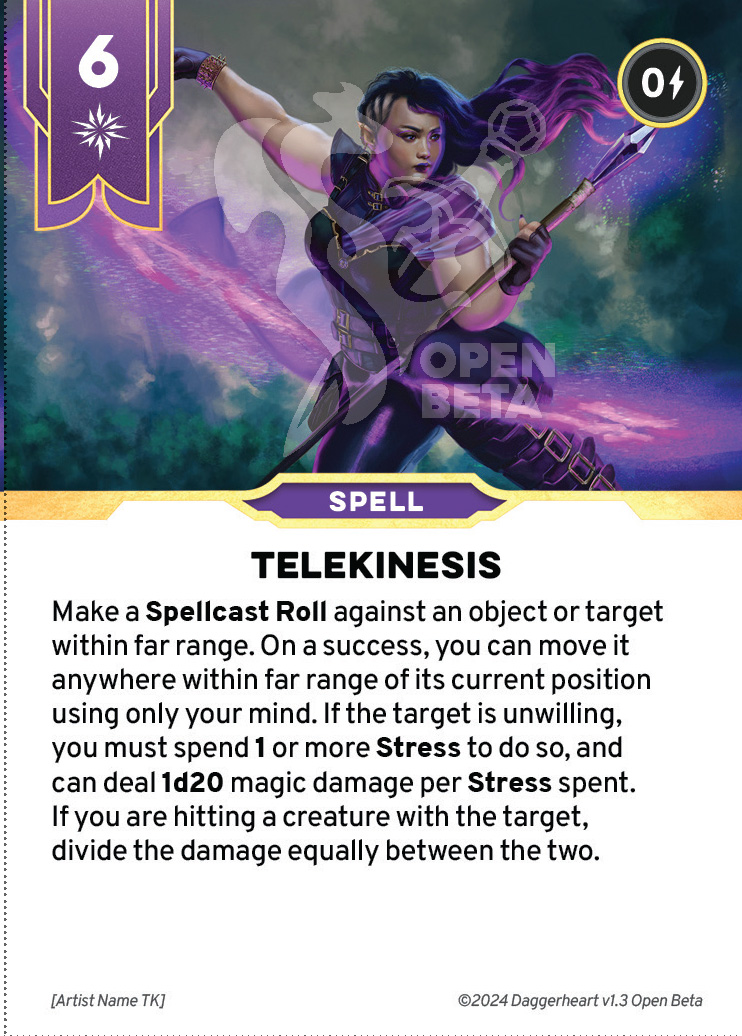 6
0
OPEN
BETA
SPELL
TELEKINESIS
Make a Spellcast Roll against an object or target
within far range. On a success, you can move it
anywhere within far range of its current position
using only your mind. If the target is unwilling,
you must spend 1 or more Stress to do so, and
can deal 1d20 magic damage per Stress spent.
If you are hitting a creature with the target,
divide the damage equally between the two.
[Artist Name TK]
©2024 Daggerheart v1.3 Open Beta